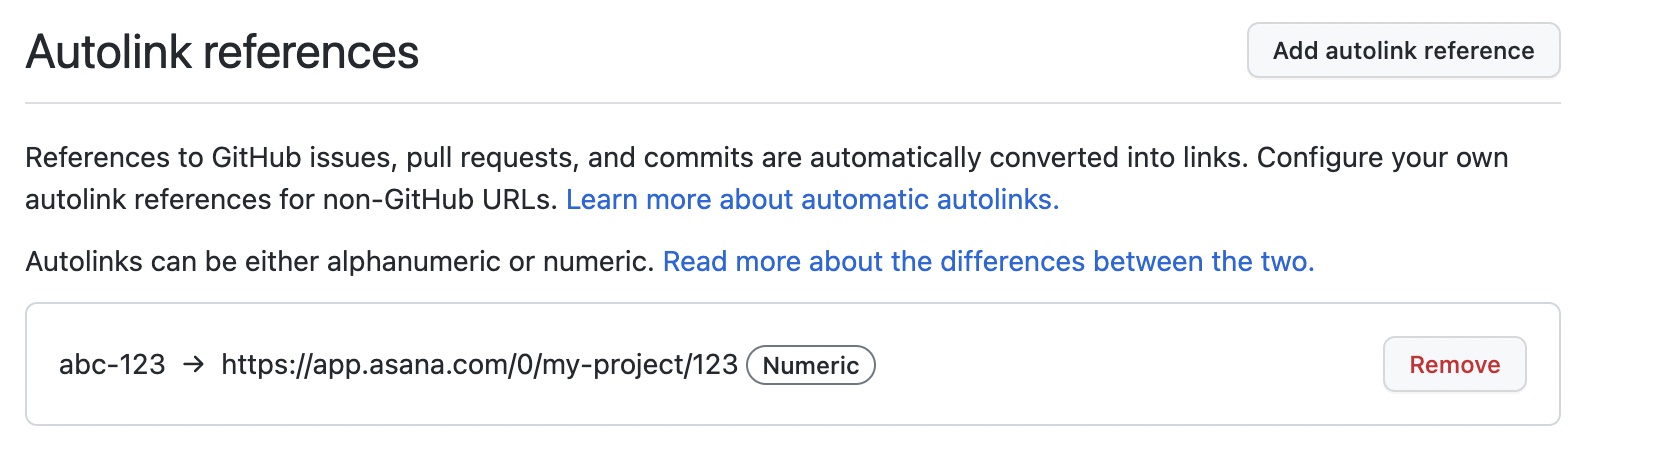 Autolink references
Add autolink reference
References to GitHub issues, pull requests, and commits are automatically converted into links. Configure your own
autolink references for non-GitHub URLs. Learn more about automatic autolinks.
Autolinks can be either alphanumeric or numeric. Read more about the differences between the two.
abc-123 → https://app.asana.com/0/my-project/123 Numeric
Remove